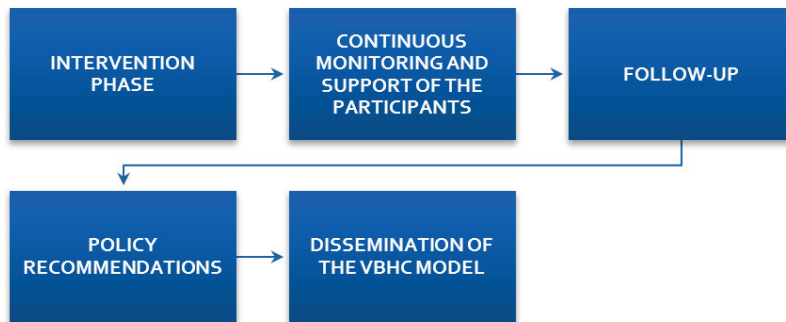 INTERVENTION
PHASE
CONTINUOUS
MONITORING AND
SUPPORT OF THE
PARTICIPANTS
FOLLOW-UP
POLICY
RECOMMENDATIONS
DISSEMINATION OF
THE VBHC MODEL